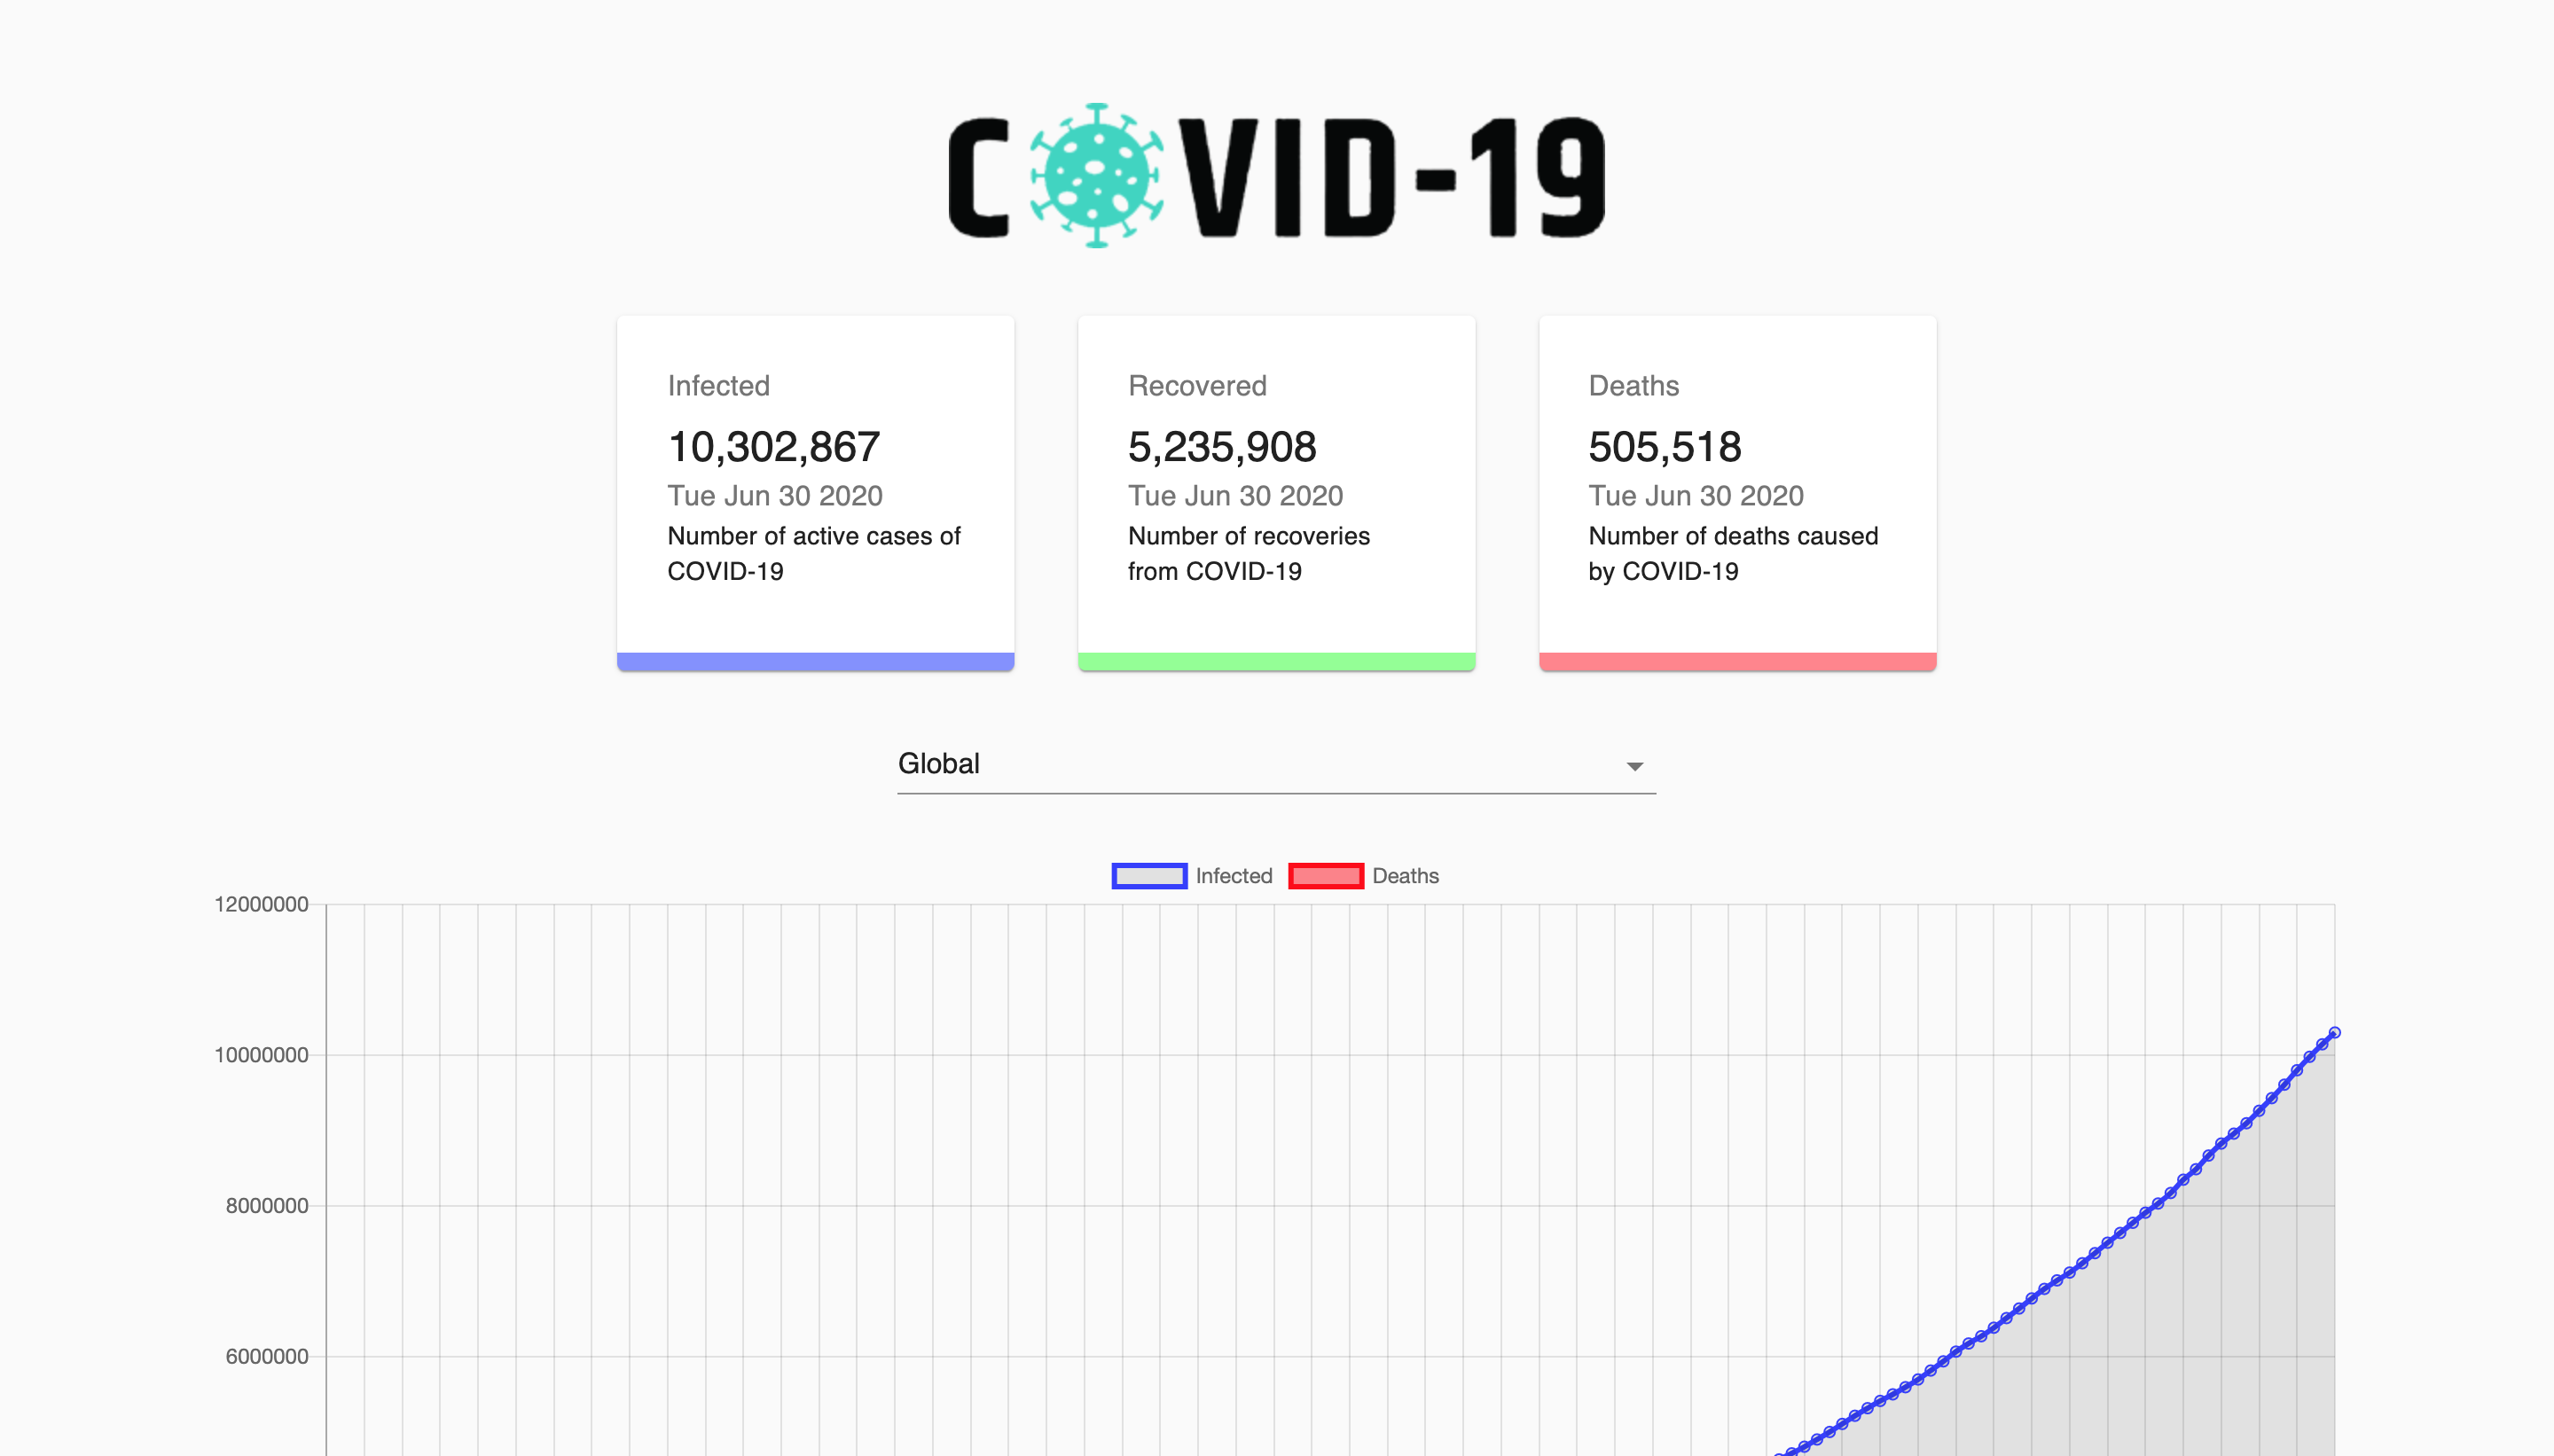 COVID-19
Infected
10,302,867
Tue Jun 30 2020
Number of active cases of
COVID-19
Recovered
5,235,908
Tue Jun 30 2020
Number of recoveries
from COVID-19
Deaths
505,518
Tue Jun 30 2020
Number of deaths caused
by COVID-19
Global
Infected Deaths
12000000
10000000
8000000
6000000